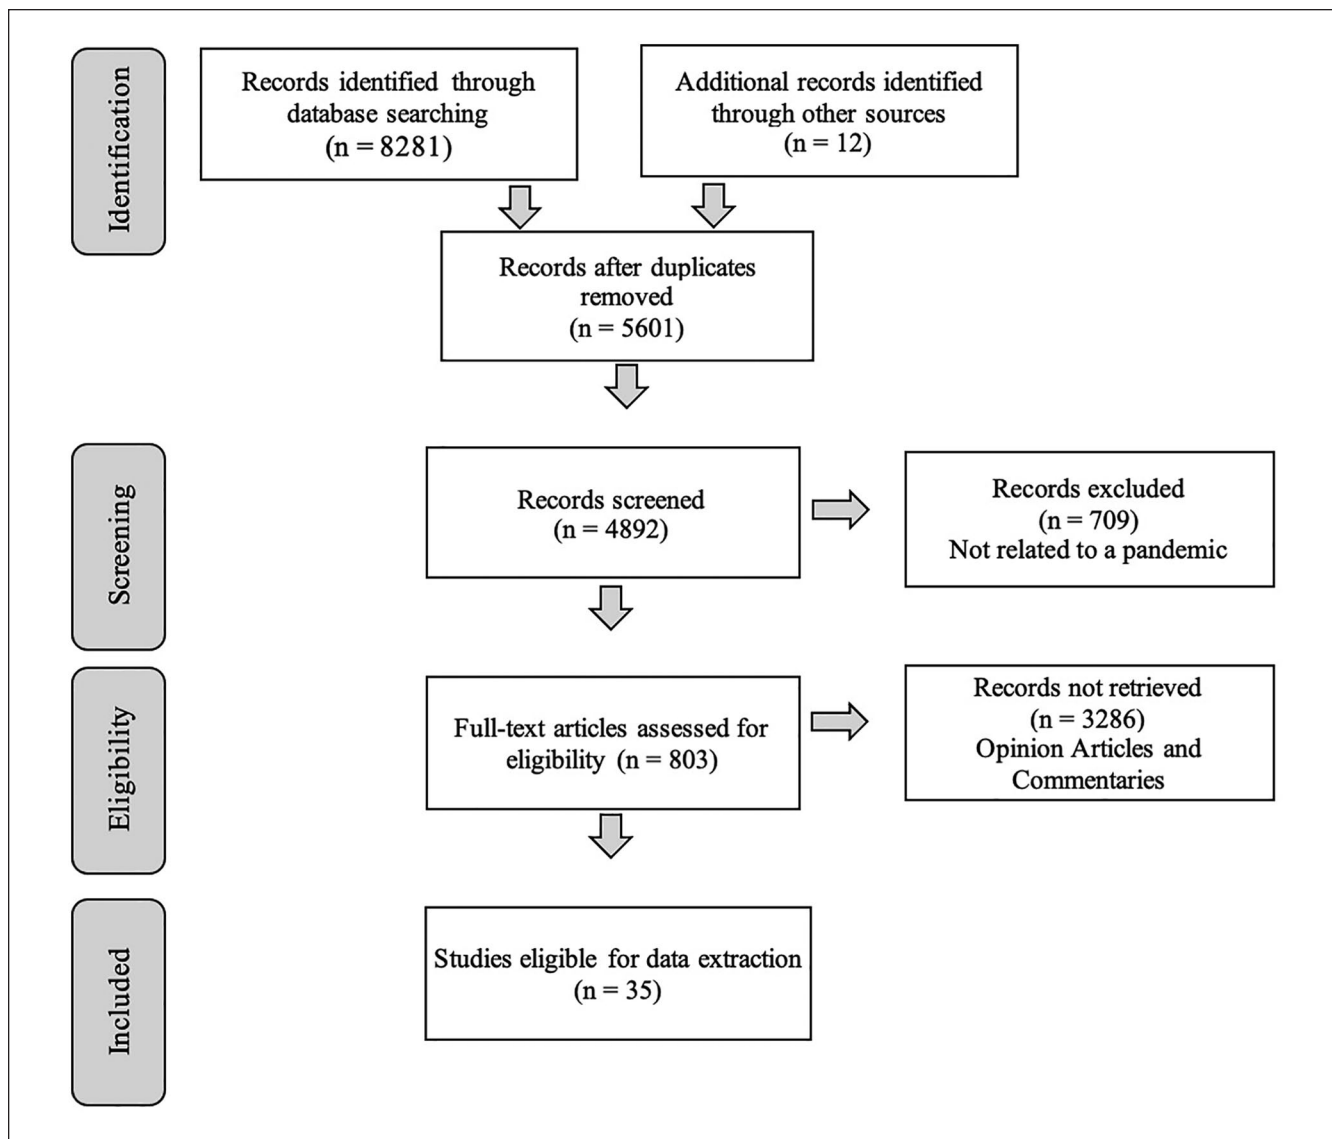 Identification
Records identified through
database searching
(n = 8281)
Additional records identified
through other sources
(n = 12)
Records after duplicates
removed
(n = 5601)
Screening
Records screened
(n = 4892)
Records excluded
(n = 709)
Not related to a pandemic
Eligibility
Full-text articles assessed for
eligibility (n = 803)
Records not retrieved
(n = 3286)
Opinion Articles and
Commentaries
Included
Studies eligible for data extraction
(n = 35)